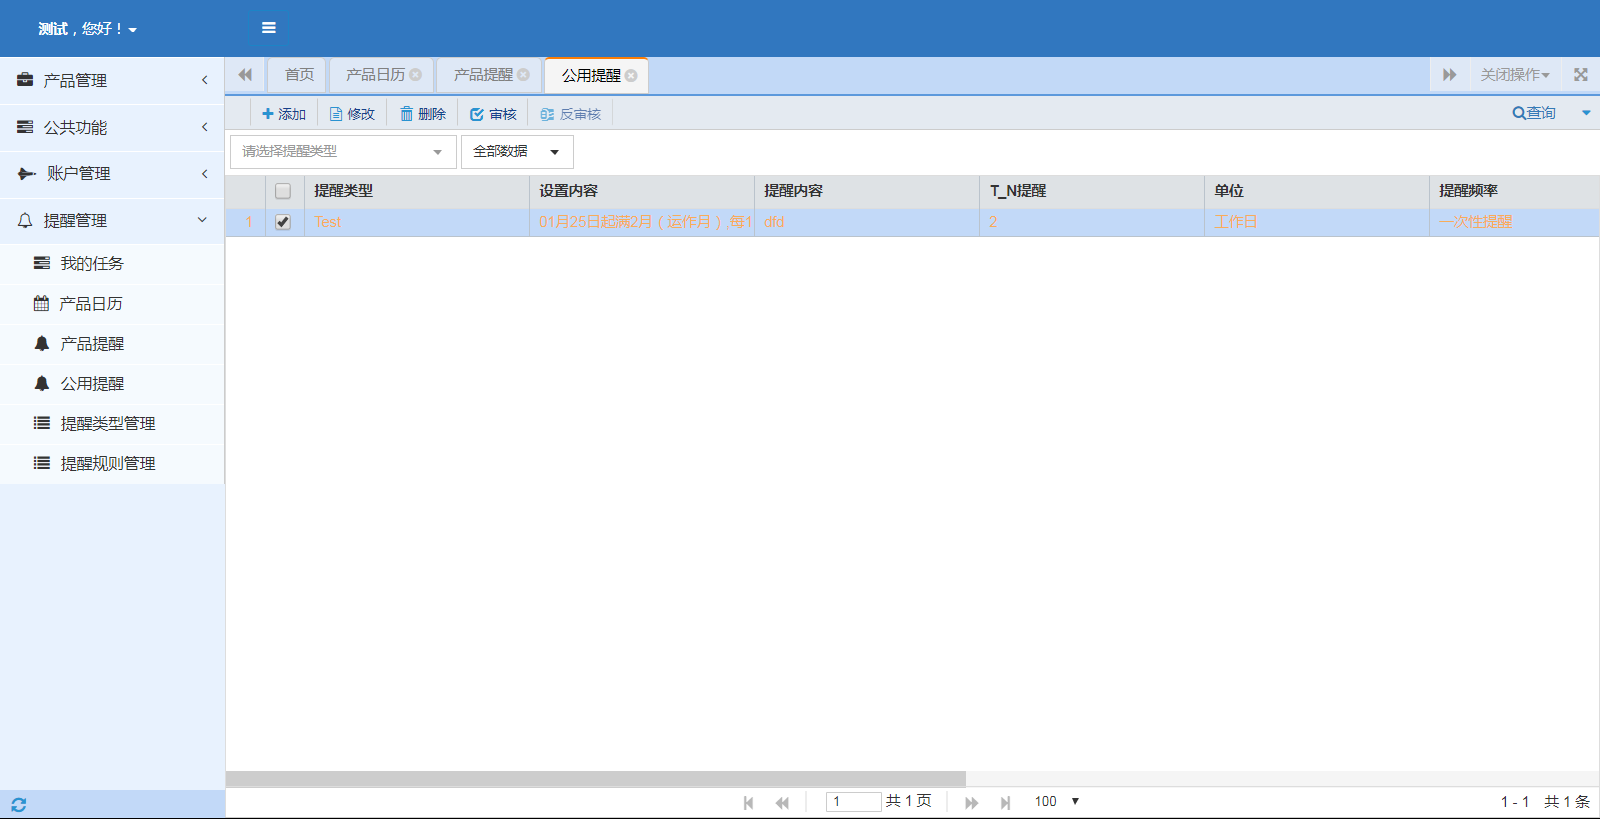 测试，您好！
产品管理
公共功能
账户管理
提醒管理
我的任务
产品日历
产品提醒
公用提醒
提醒类型管理
提醒规则管理
首页 产品日历 产品提醒 公用提醒 关闭操作
添加 修改 删除 审核 反审核 查询
请选择提醒类型 全部数据
提醒类型 设置内容 提醒内容 T_N提醒 单位 提醒频率
1 Test 01月25日起满2月（运作月）,每1 dfd 2 工作日 一次性提醒
1 共 1 页 100 1 - 1 共 1 条